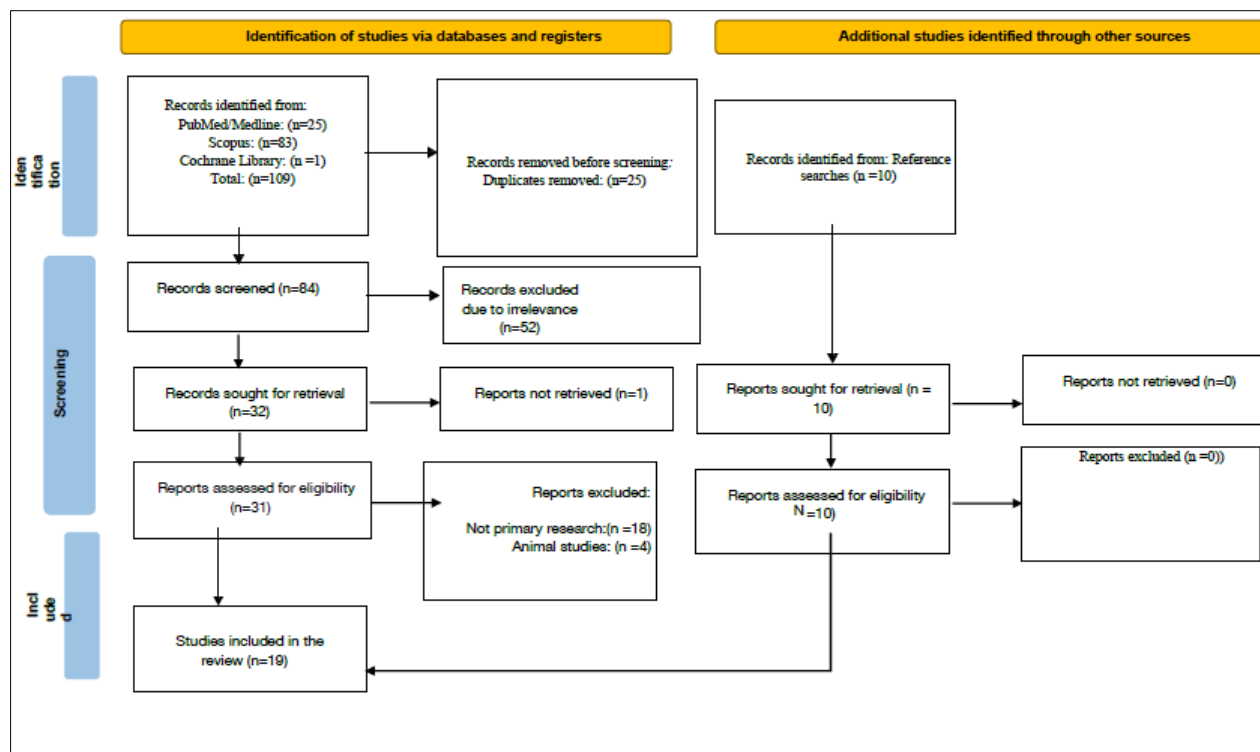 Identification of studies via databases and registers
Additional studies identified through other sources
Iden
tifica
tion
Records identified from:
PubMed/Medline: (n=25)
Scopus: (n=83)
Cochrane Library: (n =1)
Total: (n=109)
Records removed before screening:
Duplicates removed: (n=25)
Records identified from: Reference
searches (n =10)
Screening
Records screened (n=84)
Records excluded
due to irrelevance
(n=52)
Records sought for retrieval
(n=32)
Reports not retrieved (n=1)
Reports sought for retrieval (n =
10)
Reports not retrieved (n=0)
Reports assessed for eligibility
(n=31)
Reports excluded:
Not primary research:(n =18)
Animal studies: (n =4)
Reports assessed for eligibility
N =10)
Reports excluded (n =0))
Incl
ude
d
Studies included in the
review (n=19)